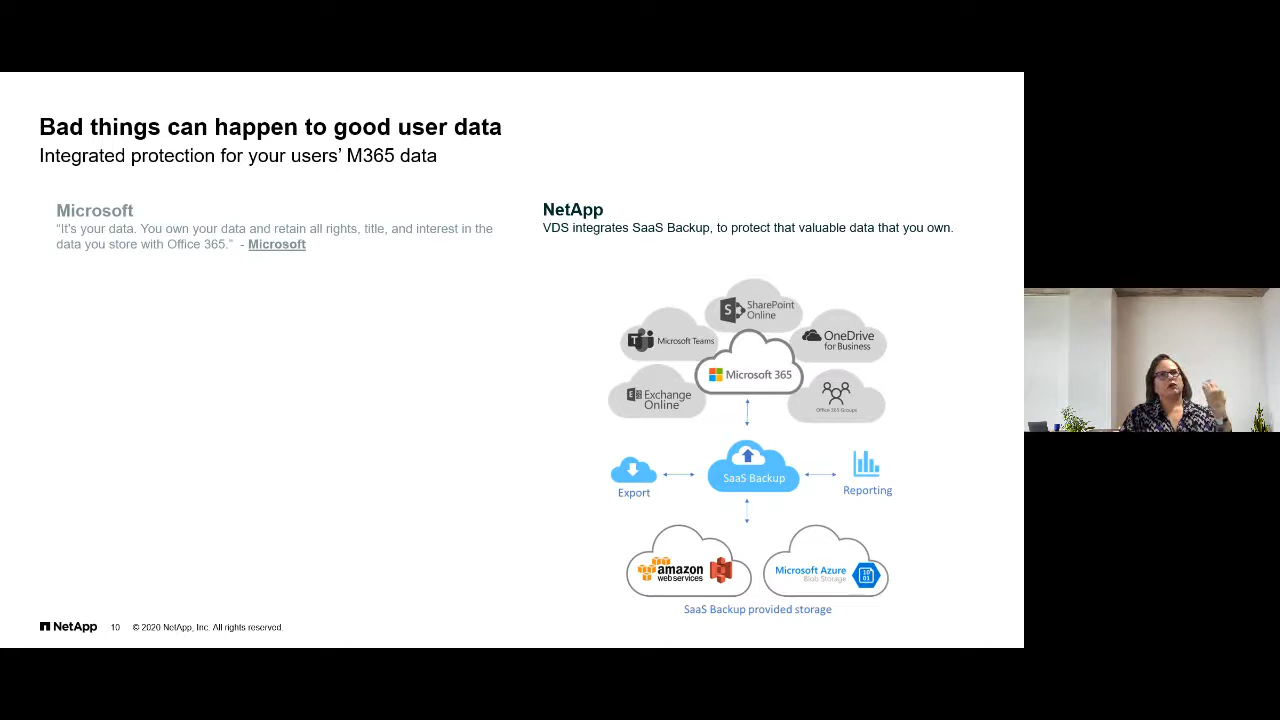 Bad things can happen to good user data
Integrated protection for your users’ M365 data
Microsoft
“It’s your data. You own your data and retain all rights, title, and interest in the
data you store with Office 365.” - Microsoft
NetApp
VDS integrates SaaS Backup, to protect that valuable data that you own.
SharePoint
Online
Microsoft Teams
OneDrive
for Business
Microsoft 365
Exchange
Online
Office 365 Groups
SaaS Backup
Export
Reporting
amazon
web services
Microsoft Azure
Blob Storage
SaaS Backup provided storage
NetApp 10 © 2020 NetApp, Inc. All rights reserved.